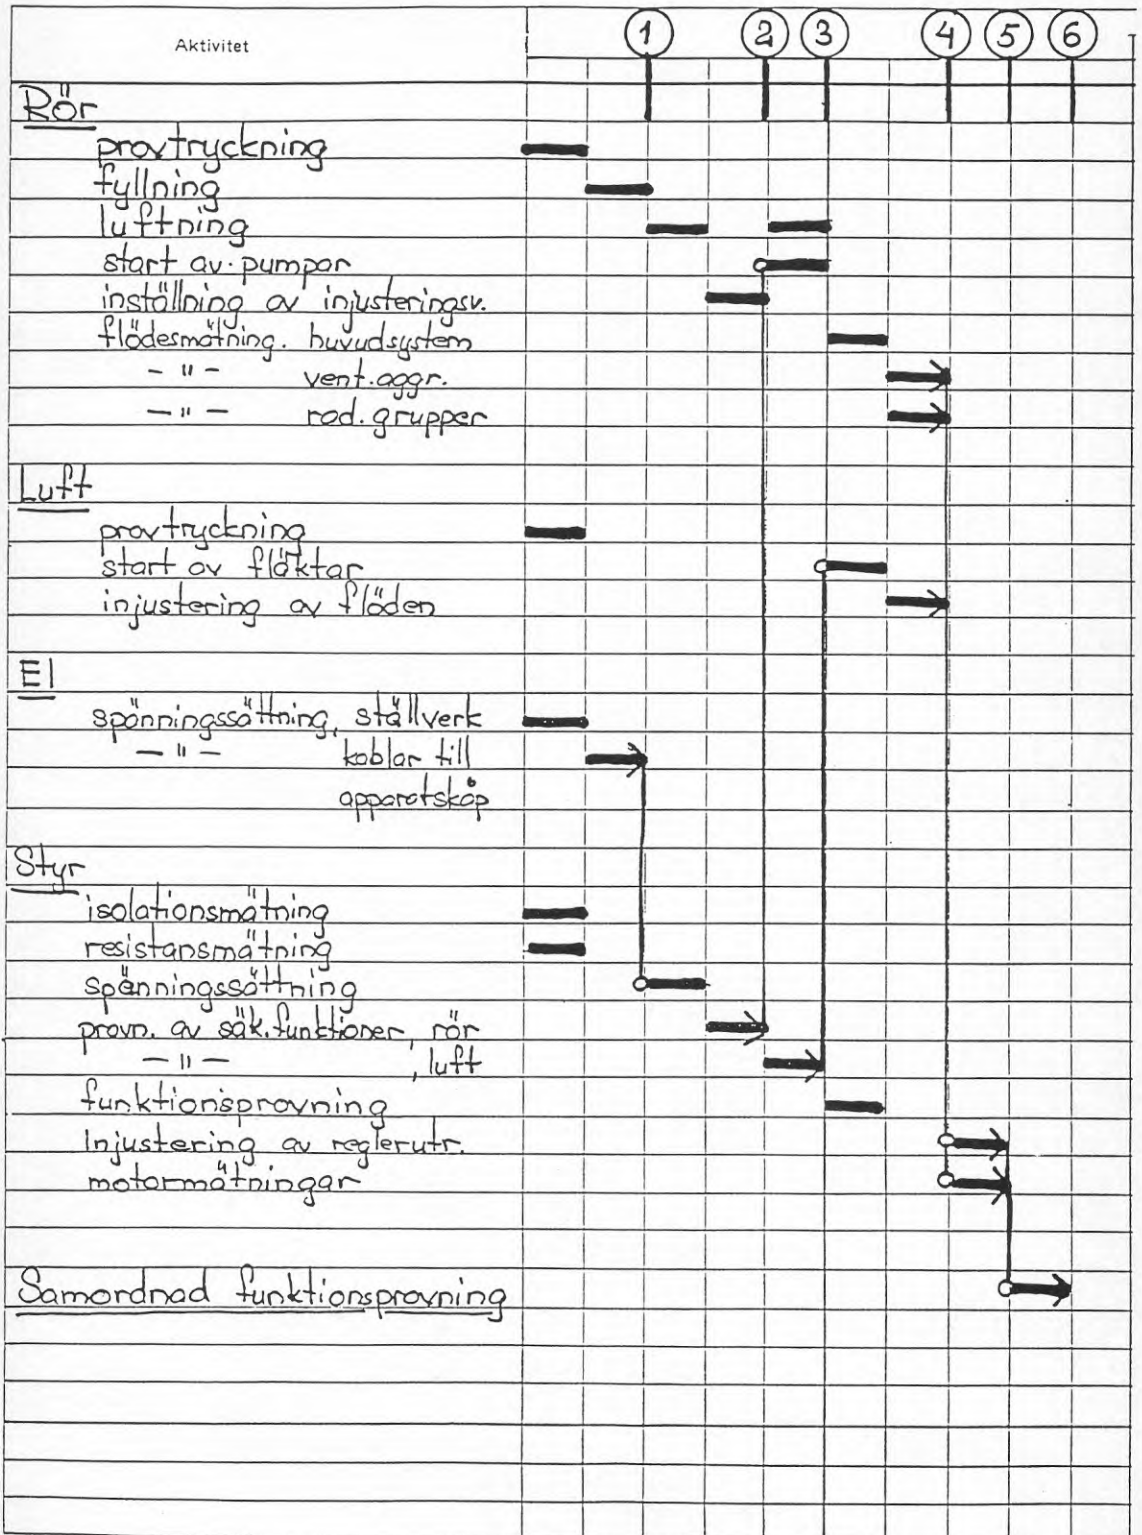 Aktivitet
1 2 3 4 5 6
Rör
provtryckning
fyllning
luftning
start av pumpar
inställning av injusteringsv.
flödesmätning. huvudsystem
- " - vent.aggr.
- " - rad.grupper
Luft
provtryckning
start av fläktar
injustering av flöden
El
spänningssättning, ställverk
- " - kablar till
apparatskåp
Styr
isolationsmätning
resistansmätning
spänningssättning
provn. av säk.funktioner, rör
- " - , luft
funktionsprovning
Injustering av reglerutr.
motormätningar
Samordnad funktionsprovning